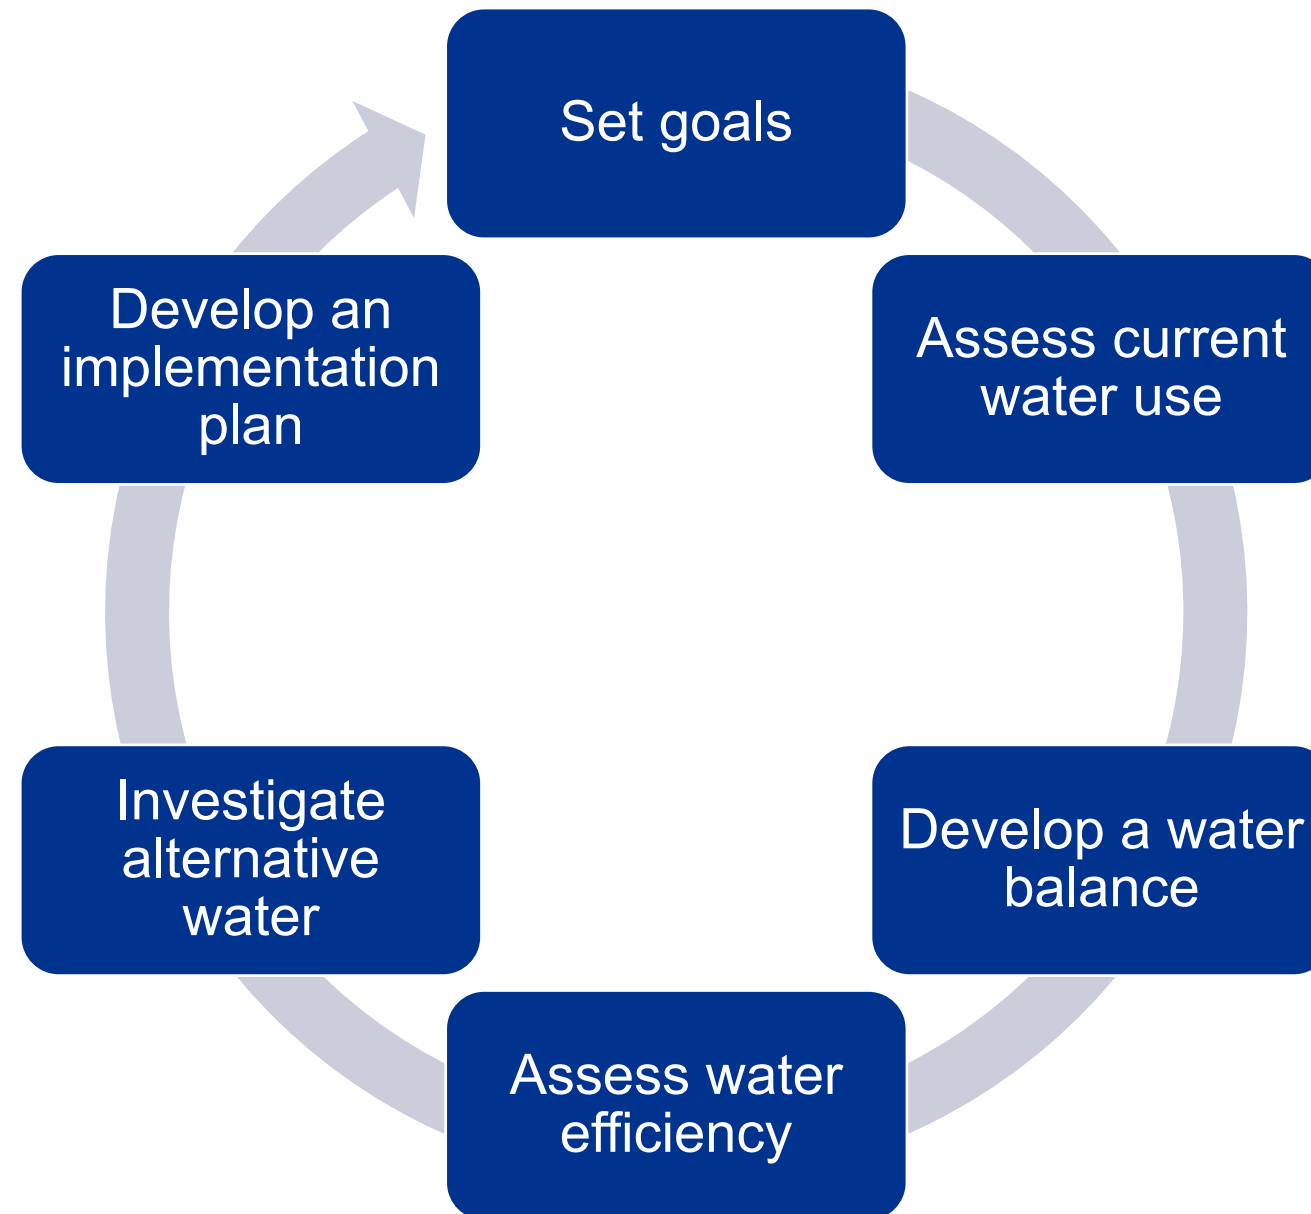 Set goals
Assess current
water use
Develop a water
balance
Assess water
efficiency
Investigate
alternative
water
Develop an
implementation
plan